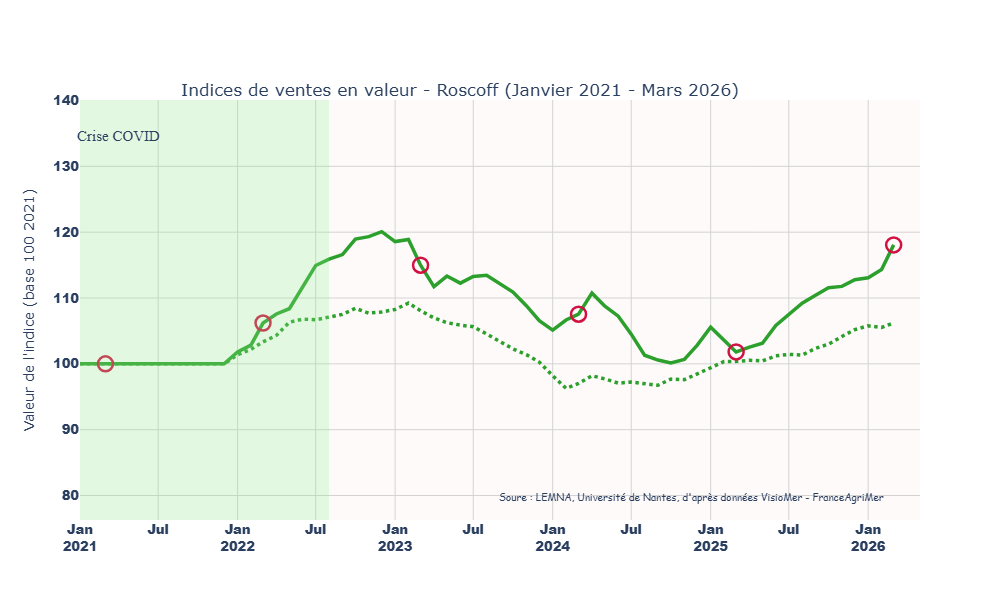 Indices de ventes en valeur - Roscoff (Janvier 2021 - Mars 2026)
140
Crise COVID
130
120
110
100
90
80
Valeur de l'indice (base 100 2021)
Soure : LEMNA, Université de Nantes, d'après données VisioMer - FranceAgriMer
Jan Jul Jan Jul Jan Jul Jan Jul Jan Jul Jan
2021 2022 2023 2024 2025 2026